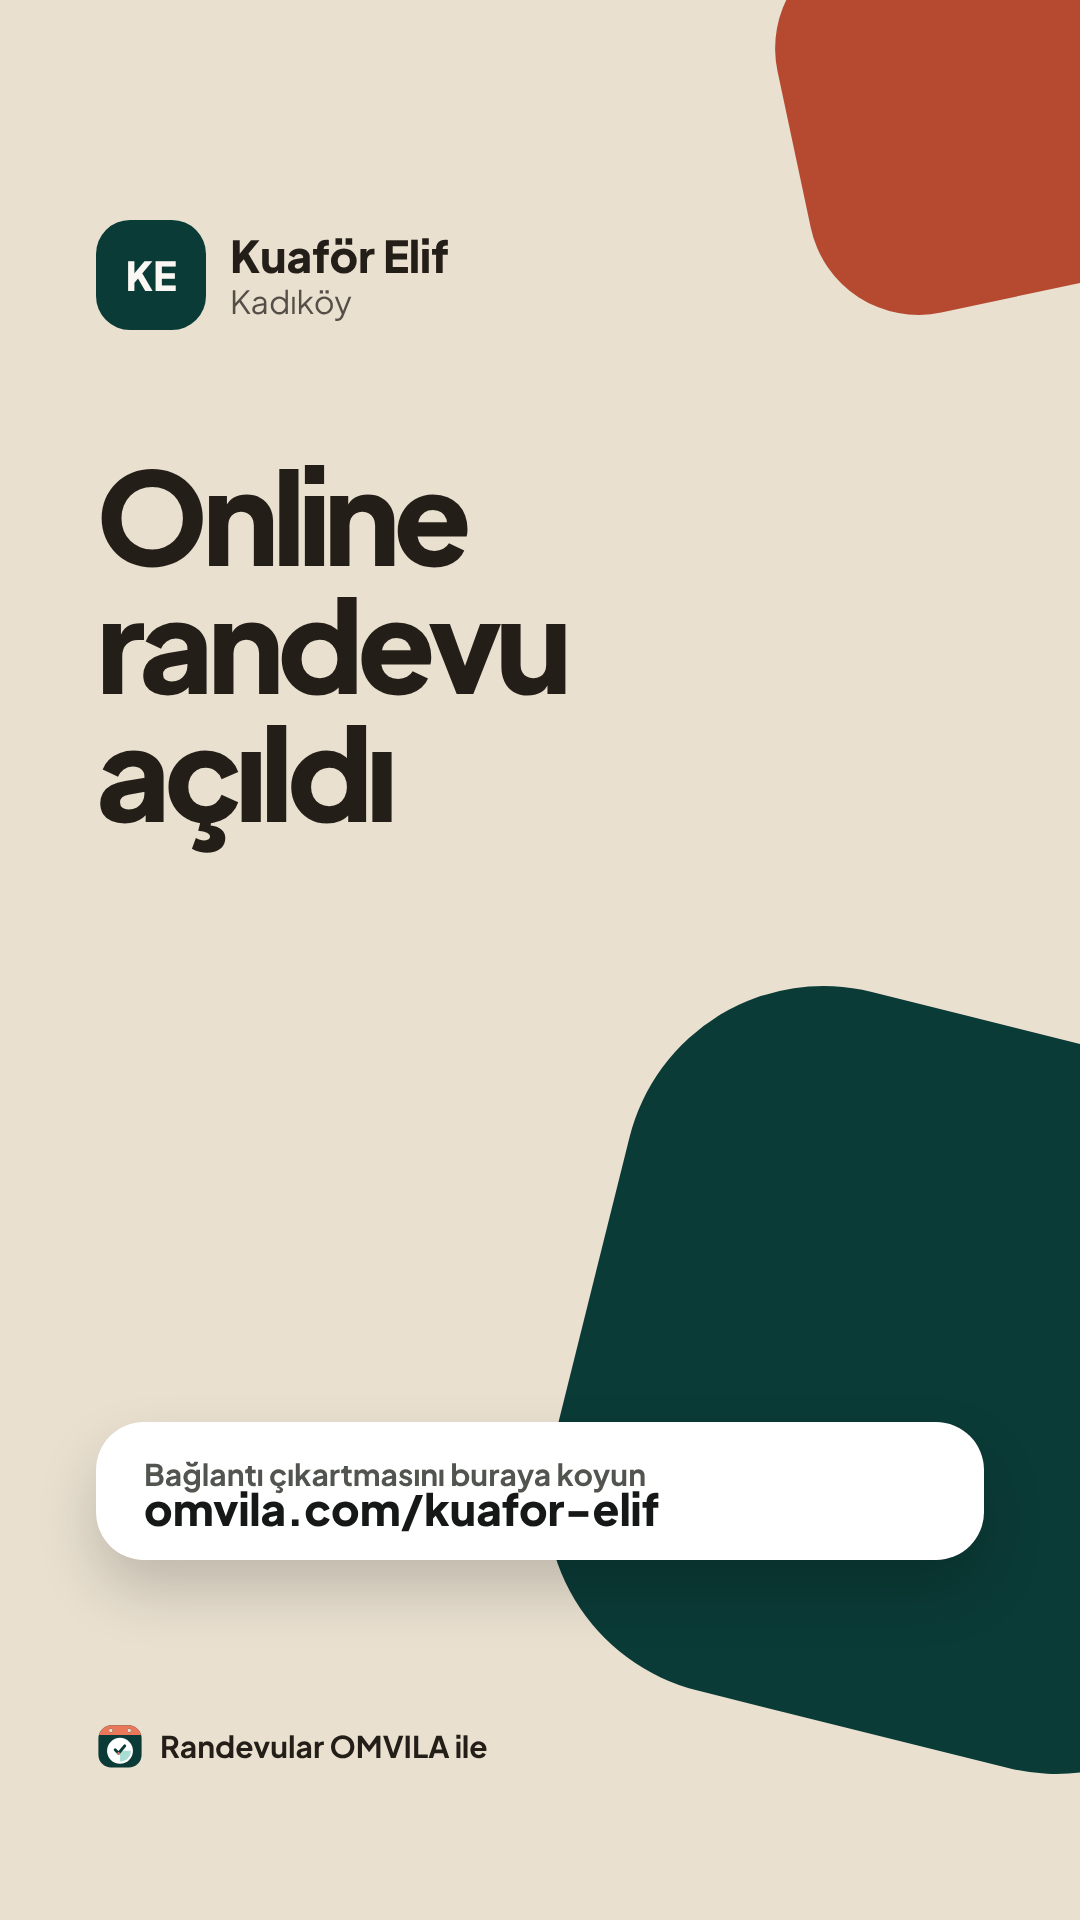 KE
Kuaför Elif
Kadıköy
Online
randevu
açıldı
Bağlantı çıkartmasını buraya koyun
omvila.com/kuafor-elif
Randevular OMVILA ile